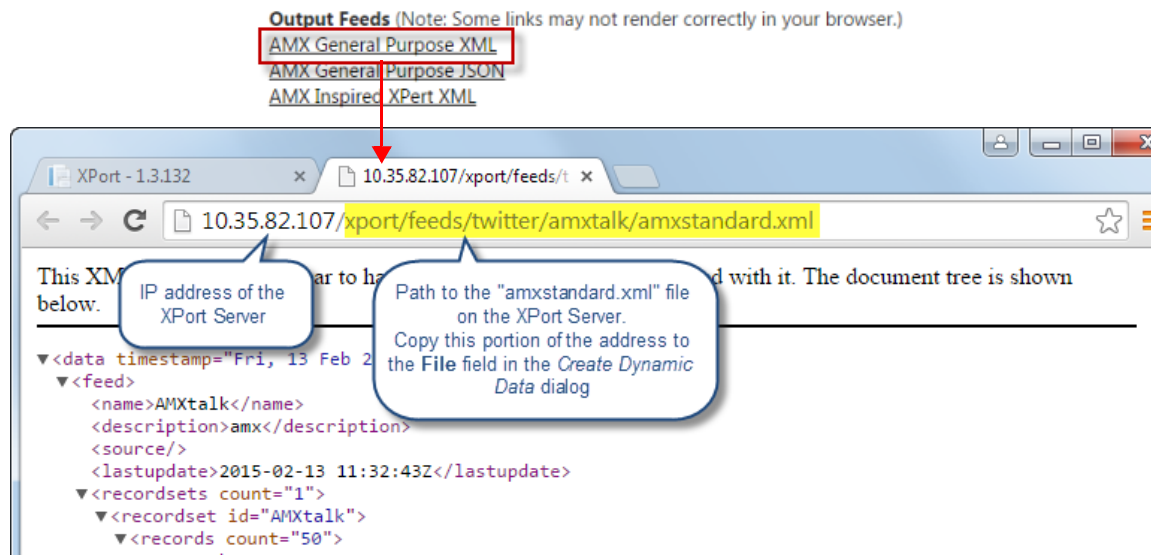 Output Feeds (Note: Some links may not render correctly in your browser.)
AMX General Purpose XML
AMX General Purpose JSON
AMX Inspired XPert XML
XPort - 1.3.132
10.35.82.107/xport/feeds/t
10.35.82.107/xport/feeds/twitter/amxtalk/amxstandard.xml
This XM ar to ha d with it. The document tree is shown
below.
IP address of the
XPort Server
Path to the "amxstandard.xml" file
on the XPort Server.
Copy this portion of the address to
the File field in the Create Dynamic
Data dialog
<data timestamp="Fri, 13 Feb 2
<feed>
<name>AMXtalk</name>
<description>amx</description>
<source/>
<lastupdate>2015-02-13 11:32:43Z</lastupdate>
<recordsets count="1">
<recordset id="AMXtalk">
<records count="50">